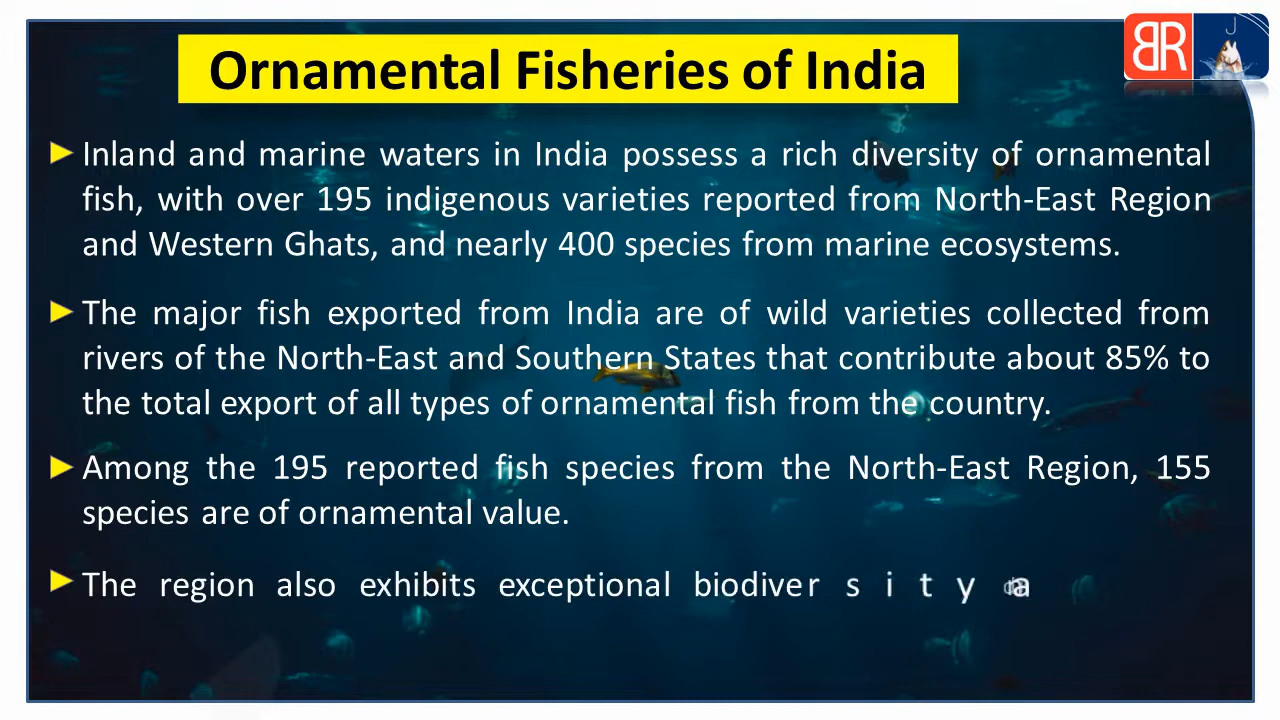 Ornamental Fisheries of India
BR
Inland and marine waters in India possess a rich diversity of ornamental
fish, with over 195 indigenous varieties reported from North-East Region
and Western Ghats, and nearly 400 species from marine ecosystems.
The major fish exported from India are of wild varieties collected from
rivers of the North-East and Southern States that contribute about 85% to
the total export of all types of ornamental fish from the country.
Among the 195 reported fish species from the North-East Region, 155
species are of ornamental value.
The region also exhibits exceptional biodiversity